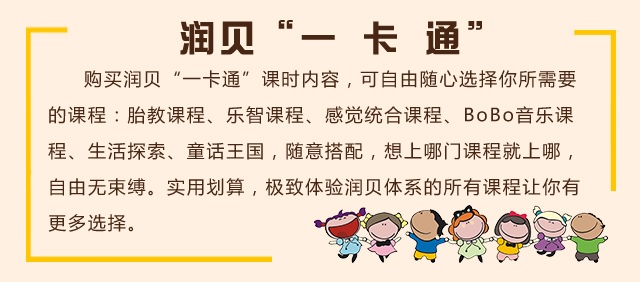 润贝“一 卡 通”
购买润贝“一卡通”课时内容，可自由随心选择你所需要
的课程：胎教课程、乐智课程、感觉统合课程、BoBo音乐课
程、生活探索、童话王国，随意搭配，想上哪门课程就上哪，
自由无束缚。实用划算，极致体验润贝体系的所有课程让你有
更多选择。